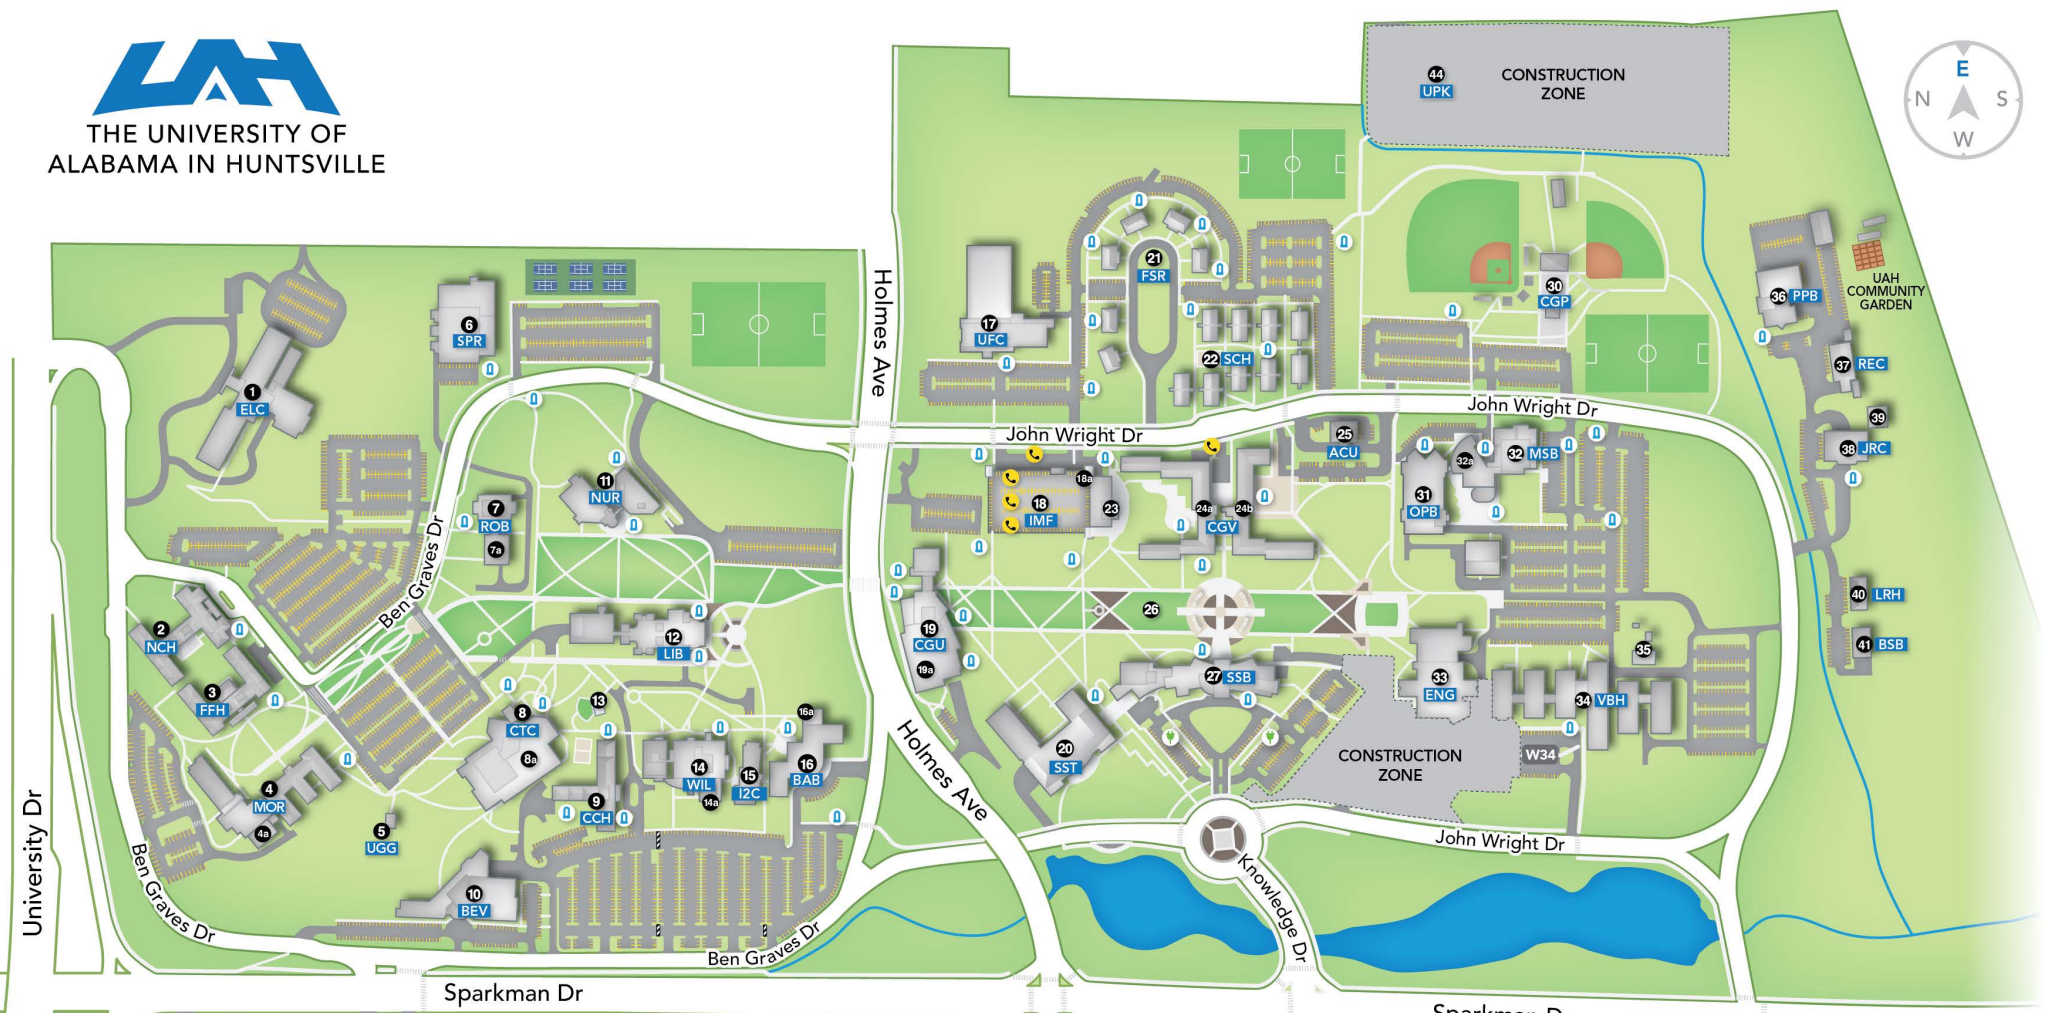 UAH
THE UNIVERSITY OF
ALABAMA IN HUNTSVILLE
E
N
S
W
44
UPK
CONSTRUCTION
ZONE
UAH
COMMUNITY
GARDEN
1
ELC
6
SPR
Holmes Ave
17
UFC
21
FSR
22 SCH
30
CGP
36 PPB
37 REC
39
38 JRC
John Wright Dr
John Wright Dr
25
ACU
7
ROB
7a
11
NUR
Ben Graves Dr
18a
18
IMF
23
24a
24b
CGV
31
OPB
32a
32 MSB
40 LRH
41 BSB
2
NCH
3
FFH
12
LIB
19
CGU
19a
26
27 SSB
33
ENG
35
34 VBH
W34
CONSTRUCTION
ZONE
4
MOR
4a
5
UGG
8
CTC
8a
13
9
CCH
14
WIL
14a
15
I2C
16a
16
BAB
20
SST
Holmes Ave
10
BEV
University Dr
Ben Graves Dr
Ben Graves Dr
Knowledge Dr
John Wright Dr
Sparkman Dr